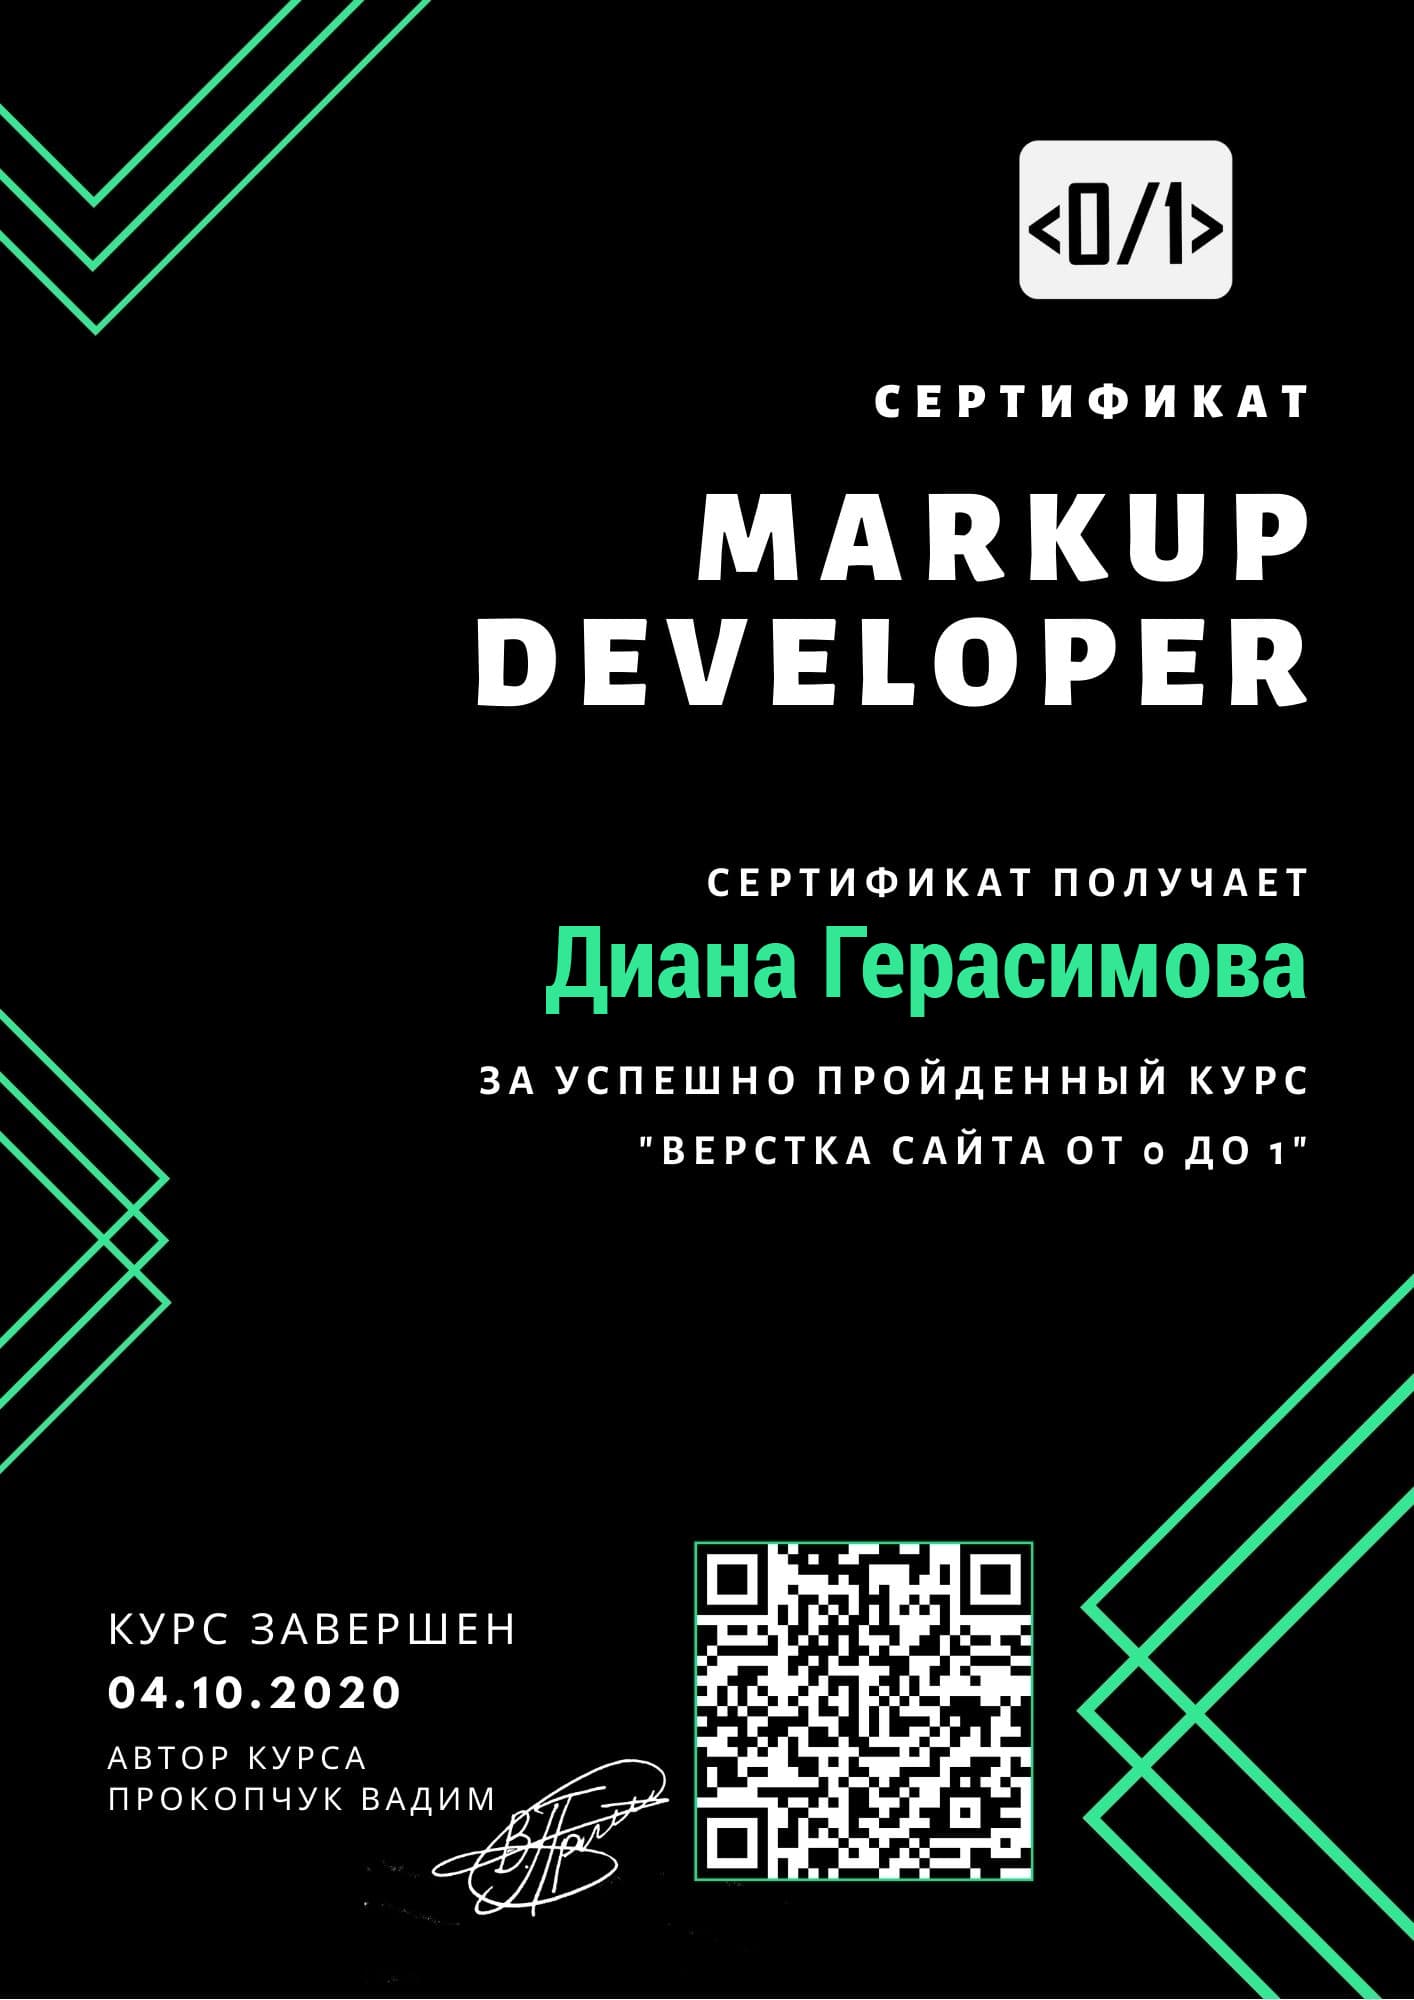 <0/1>
СЕРТИФИКАТ
MARKUP
DEVELOPER
СЕРТИФИКАТ ПОЛУЧАЕТ
Диана Герасимова
ЗА УСПЕШНО ПРОЙДЕННЫЙ КУРС
"ВЕРСТКА САЙТА ОТ 0 ДО 1"
КУРС ЗАВЕРШЕН
04.10.2020
АВТОР КУРСА
ПРОКОПЧУК ВАДИМ